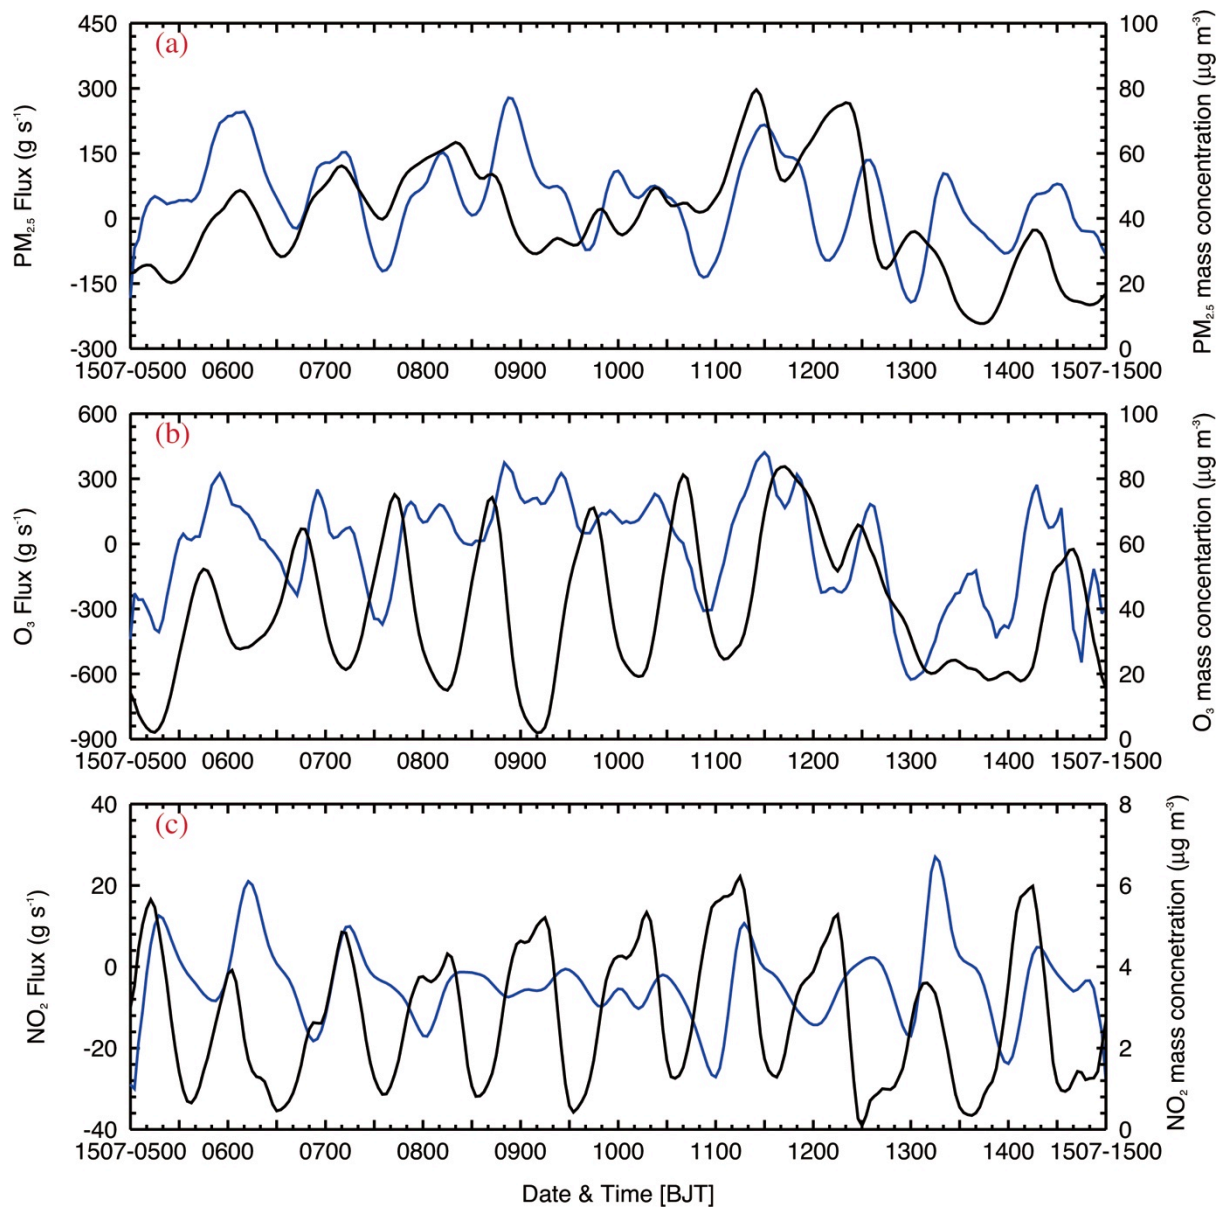 (a)
450
300
150
0
-150
-300
PM₂.₅ Flux (g s⁻¹)
100
80
60
40
20
0
PM₂.₅ mass concentration (µg m⁻³)
1507-0500 0600 0700 0800 0900 1000 1100 1200 1300 1400 1507-1500
(b)
600
300
0
-300
-600
-900
O₃ Flux (g s⁻¹)
100
80
60
40
20
0
O₃ mass concentartion (µg m⁻³)
1507-0500 0600 0700 0800 0900 1000 1100 1200 1300 1400 1507-1500
(c)
40
20
0
-20
-40
NO₂ Flux (g s⁻¹)
8
6
4
2
0
NO₂ mass concnetration (µg m⁻³)
1507-0500 0600 0700 0800 0900 1000 1100 1200 1300 1400 1507-1500
Date & Time [BJT]